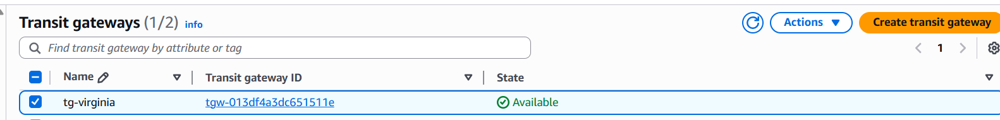 Transit gateways (1/2) info
Actions
Create transit gateway
Find transit gateway by attribute or tag
1
Name Transit gateway ID State
tg-virginia tgw-013df4a3dc651511e Available